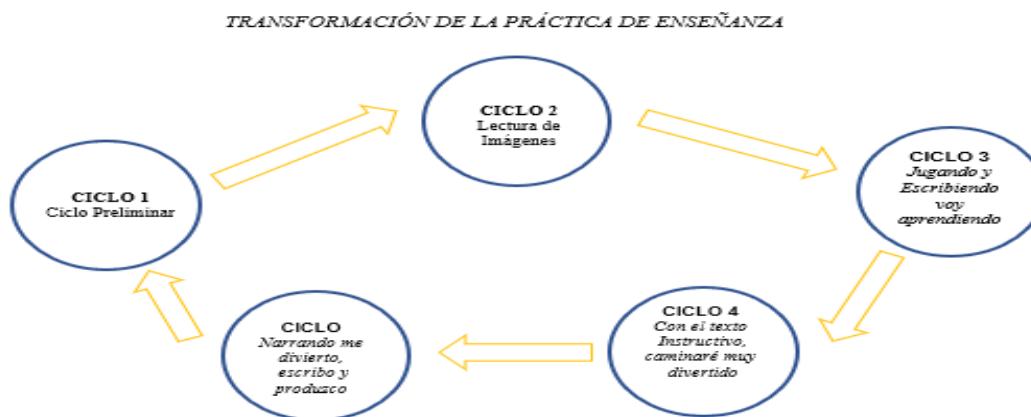 TRANSFORMACIÓN DE LA PRÁCTICA DE ENSEÑANZA
CICLO 1
Ciclo Preliminar
CICLO 2
Lectura de
Imágenes
CICLO 3
Jugando y
Escribiendo
voy
aprendiendo
CICLO 4
Con el texto
Instructivo,
caminaré muy
divertido
CICLO
Narrando me
divierto,
escribo y
produzco